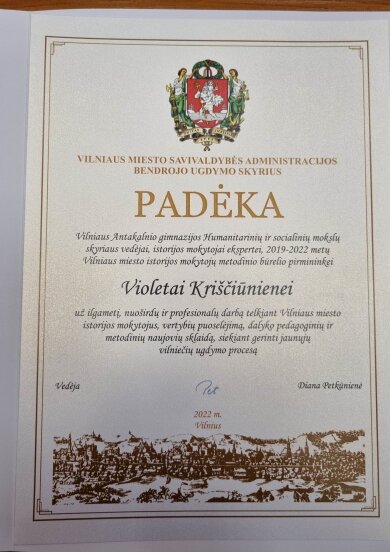 VILNIAUS MIESTO SAVIVALDYBĖS ADMINISTRACIJOS
BENDROJO UGDYMO SKYRIUS
PADĖKA
Vilniaus Antakalnio gimnazijos Humanitarinių ir socialinių mokslų
skyriaus vedėjai, istorijos mokytojai ekspertei, 2019-2022 metų
Vilniaus miesto istorijos mokytojų metodinio būrelio pirmininkei
Violetai Kriščiūnienei
už ilgametį, nuoširdų ir profesionalų darbą telkiant Vilniaus miesto
istorijos mokytojus, vertybių puoselėjimą, dalyko pedagoginių ir
metodinių naujovių sklaidą, siekiant gerinti jaunųjų
vilniečių ugdymo procesą
Vedėja Diana Petkūnienė
2022 m.
Vilnius